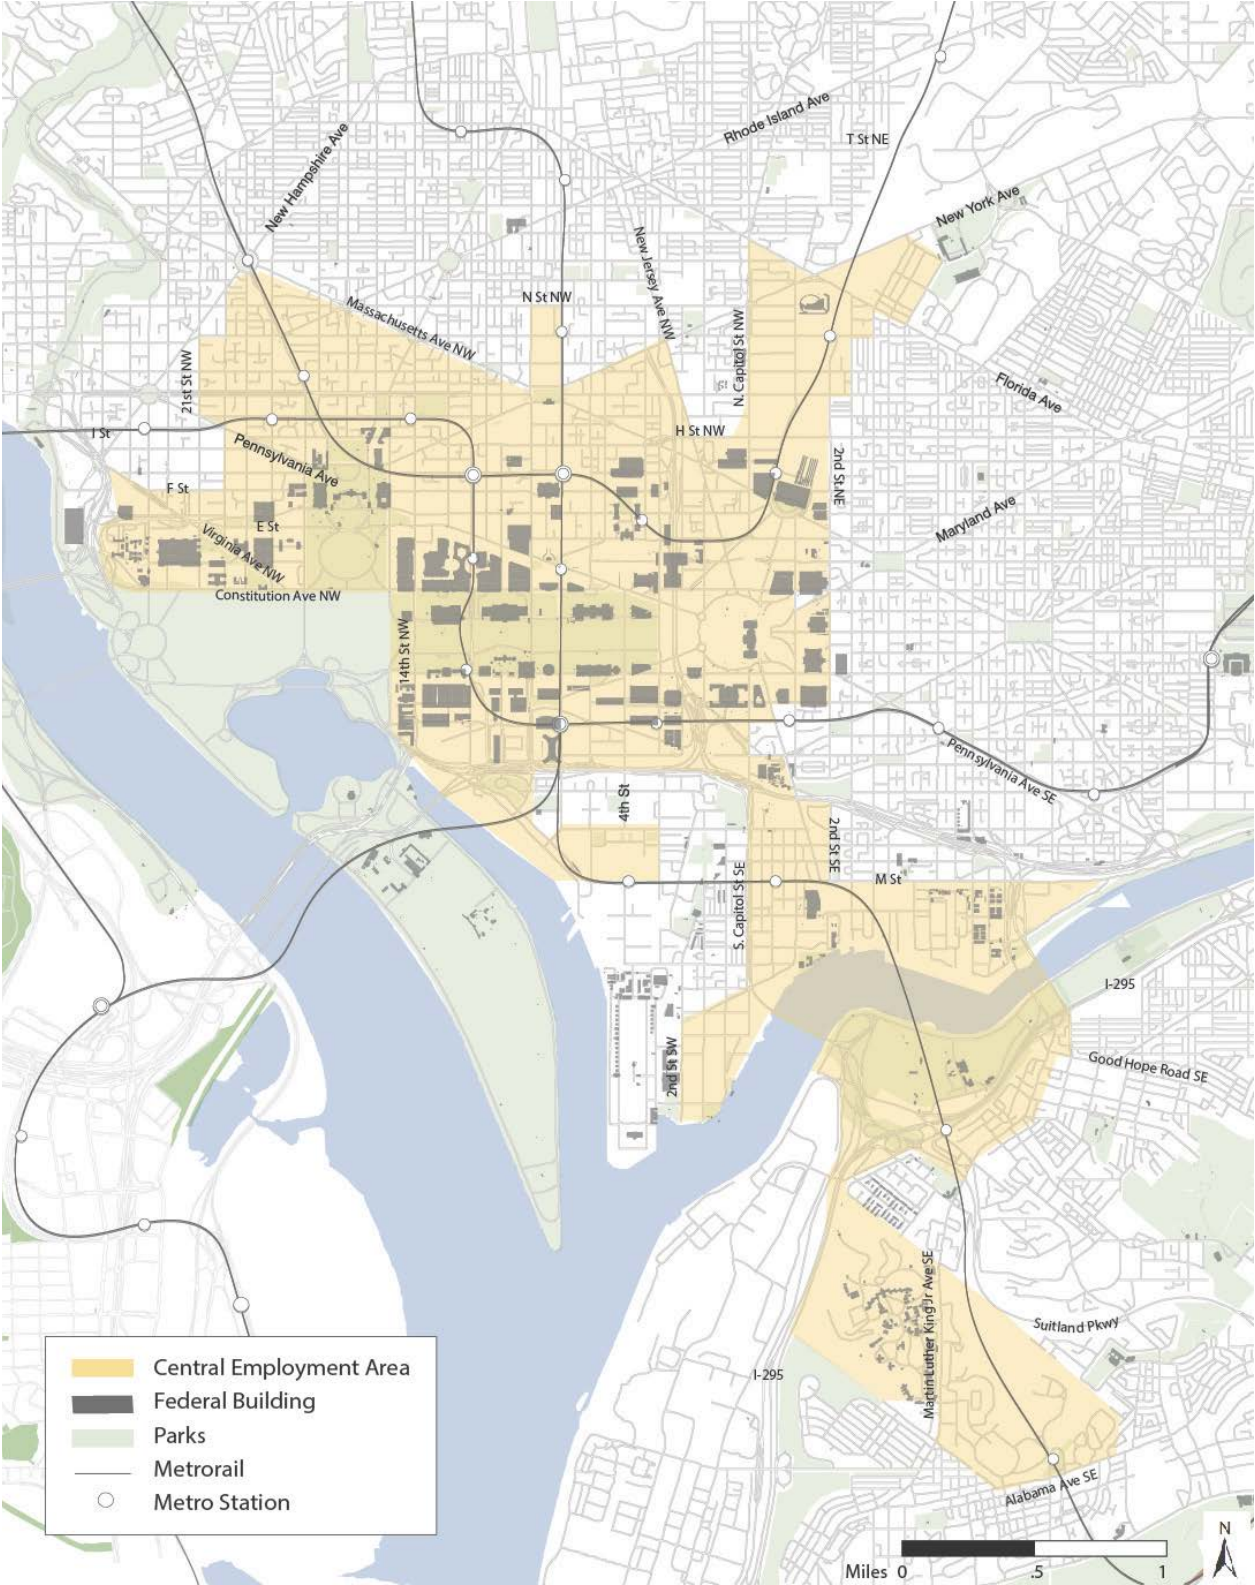 Rhode Island Ave
T St NE
New Hampshire Ave
New York Ave
New Jersey Ave NW
N St NW
Massachusetts Ave NW
N. Capitol St NW
21st St NW
Florida Ave
I St
H St NW
Pennsylvania Ave
2nd St NE
F St
E St
Maryland Ave
Virginia Ave NW
Constitution Ave NW
14th St NW
Pennsylvania Ave SE
4th St
2nd St SE
M St
S. Capitol St SE
I-295
2nd St SW
Good Hope Road SE
Martin Luther King Jr Ave SE
Suitland Pkwy
I-295
Alabama Ave SE
Central Employment Area
Federal Building
Parks
Metrorail
Metro Station
N
Miles 0 .5 1